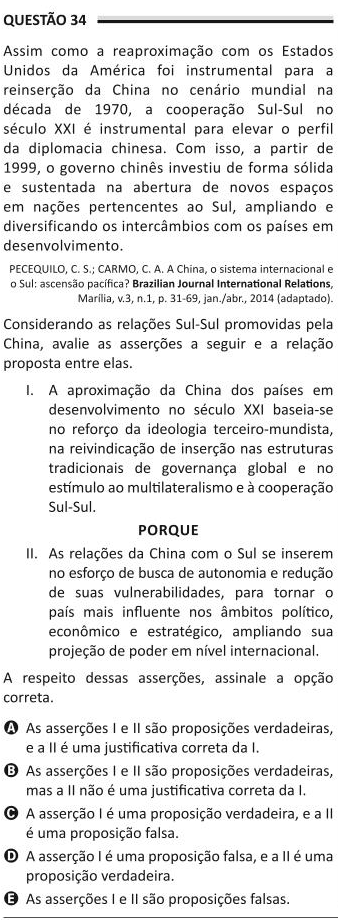 QUESTÃO 34
Assim como a reaproximação com os Estados
Unidos da América foi instrumental para a
reinserção da China no cenário mundial na
década de 1970, a cooperação Sul-Sul no
século XXI é instrumental para elevar o perfil
da diplomacia chinesa. Com isso, a partir de
1999, o governo chinês investiu de forma sólida
e sustentada na abertura de novos espaços
em nações pertencentes ao Sul, ampliando e
diversificando os intercâmbios com os países em
desenvolvimento.
PECEQUILO, C. S.; CARMO, C. A. A China, o sistema internacional e
o Sul: ascensão pacífica? Brazilian Journal International Relations,
Marília, v.3, n.1, p. 31-69, jan./abr., 2014 (adaptado).
Considerando as relações Sul-Sul promovidas pela
China, avalie as asserções a seguir e a relação
proposta entre elas.
I. A aproximação da China dos países em
desenvolvimento no século XXI baseia-se
no reforço da ideologia terceiro-mundista,
na reivindicação de inserção nas estruturas
tradicionais de governança global e no
estímulo ao multilateralismo e à cooperação
Sul-Sul.
PORQUE
II. As relações da China com o Sul se inserem
no esforço de busca de autonomia e redução
de suas vulnerabilidades, para tornar o
país mais influente nos âmbitos político,
econômico e estratégico, ampliando sua
projeção de poder em nível internacional.
A respeito dessas asserções, assinale a opção
correta.
A As asserções I e II são proposições verdadeiras,
e a II é uma justificativa correta da I.
B As asserções I e II são proposições verdadeiras,
mas a II não é uma justificativa correta da I.
C A asserção I é uma proposição verdadeira, e a II
é uma proposição falsa.
D A asserção I é uma proposição falsa, e a II é uma
proposição verdadeira.
E As asserções I e II são proposições falsas.